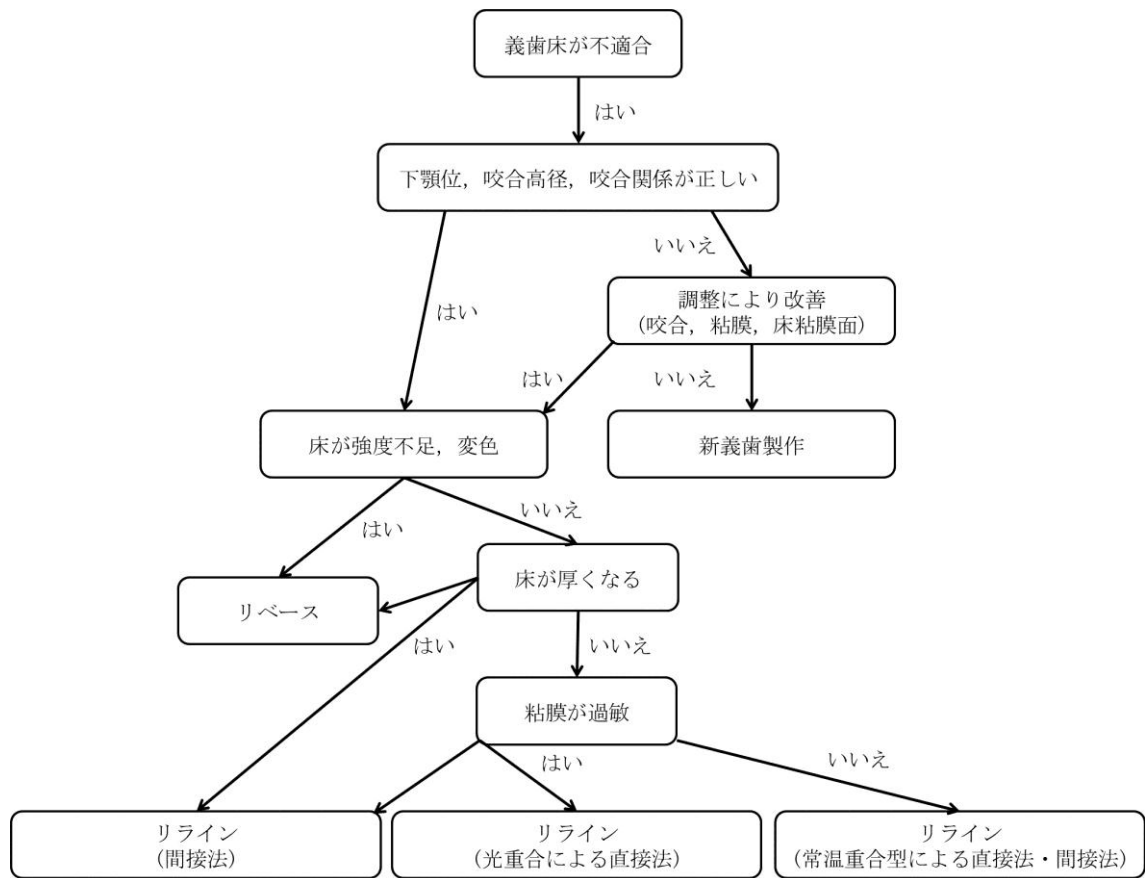 義歯床が不適合
はい
下顎位，咬合高径，咬合関係が正しい
いいえ
はい
調整により改善
（咬合，粘膜，床粘膜面）
はい
いいえ
床が強度不足，変色
新義歯製作
はい
いいえ
床が厚くなる
リベース
はい
いいえ
粘膜が過敏
はい
いいえ
リライン
（間接法）
リライン
（光重合による直接法）
リライン
（常温重合型による直接法・間接法）